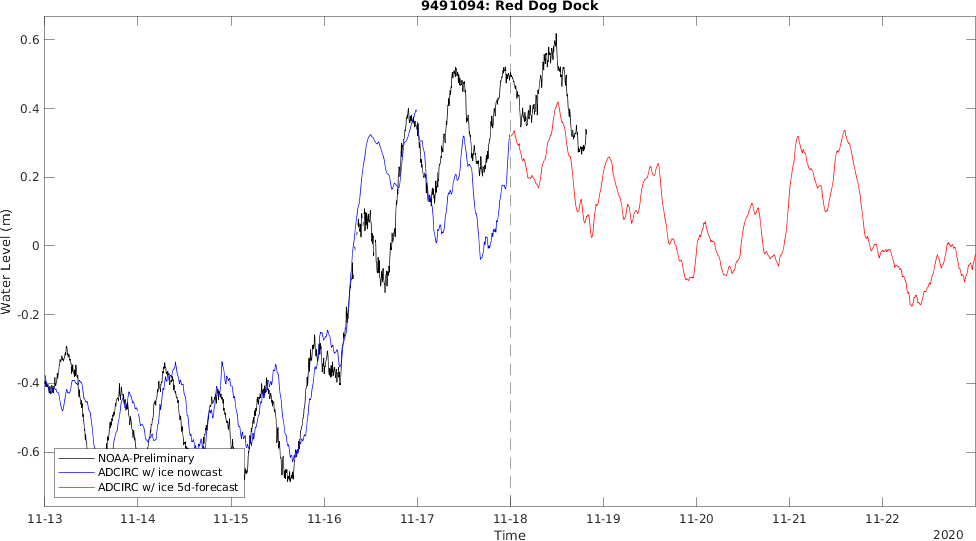 9491094: Red Dog Dock
Water Level (m)
0.6
0.4
0.2
0
-0.2
-0.4
-0.6
NOAA-Preliminary
ADCIRC w/ ice nowcast
ADCIRC w/ ice 5d-forecast
11-13 11-14 11-15 11-16 11-17 11-18 11-19 11-20 11-21 11-22
Time
2020